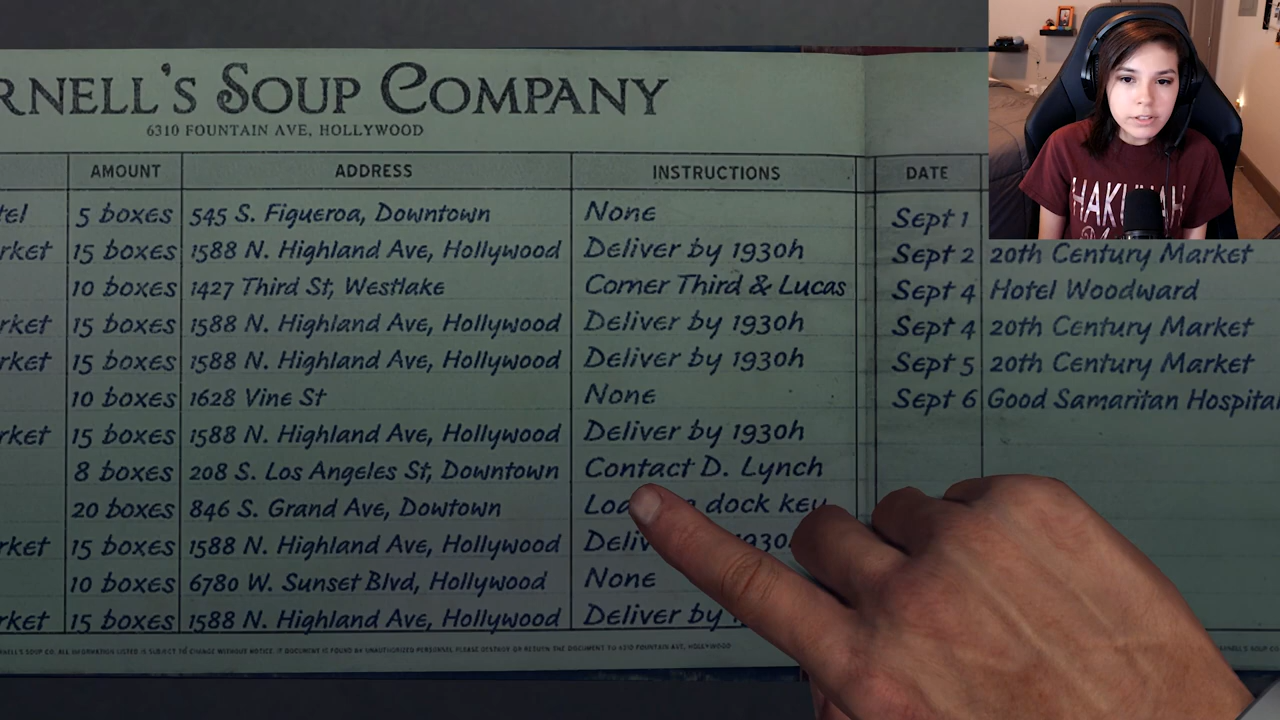 RNELL'S SOUP COMPANY
6310 FOUNTAIN AVE, HOLLYWOOD
AMOUNT ADDRESS INSTRUCTIONS
tel 5 boxes 545 S. Figueroa, Downtown None
rket 15 boxes 1588 N. Highland Ave, Hollywood Deliver by 1930h
10 boxes 1427 Third St, Westlake Corner Third & Lucas
rket 15 boxes 1588 N. Highland Ave, Hollywood Deliver by 1930h
rket 15 boxes 1588 N. Highland Ave, Hollywood Deliver by 1930h
10 boxes 1628 Vine St None
rket 15 boxes 1588 N. Highland Ave, Hollywood Deliver by 1930h
8 boxes 208 S. Los Angeles St, Downtown Contact D. Lynch
20 boxes 846 S. Grand Ave, Dowtown dock key
rket 15 boxes 1588 N. Highland Ave, Hollywood Deliv 1930
10 boxes 6780 W. Sunset Blvd, Hollywood None
rket 15 boxes 1588 N. Highland Ave, Hollywood Deliver by
DATE
Sept 1
Sept 2 20th Century Market
Sept 4 Hotel Woodward
Sept 4 20th Century Market
Sept 5 20th Century Market
Sept 6 Good Samaritan Hospital